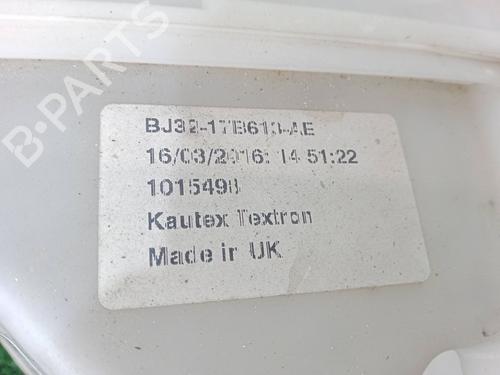 BJ32-17B613-AE
16/03/2016: 14 51:22
1015498
Kautex Textron
Made in UK
B-PARTS